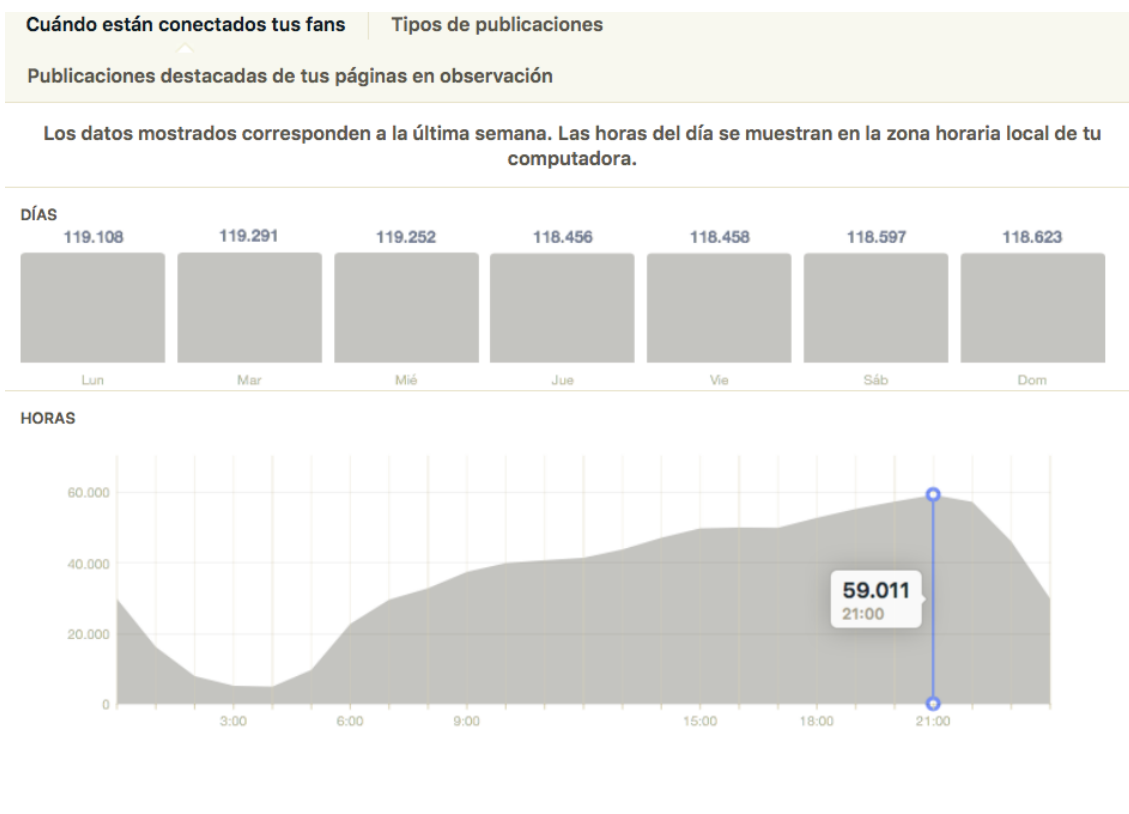 Cuándo están conectados tus fans
Tipos de publicaciones
Publicaciones destacadas de tus páginas en observación
Los datos mostrados corresponden a la última semana. Las horas del día se muestran en la zona horaria local de tu
computadora.
DÍAS
119.108 119.291 119.252 118.456 118.458 118.597 118.623
Lun Mar Mié Jue Vie Sáb Dom
HORAS
60.000
40.000
59.011
21:00
20.000
0
3:00 6:00 9:00 15:00 18:00 21:00